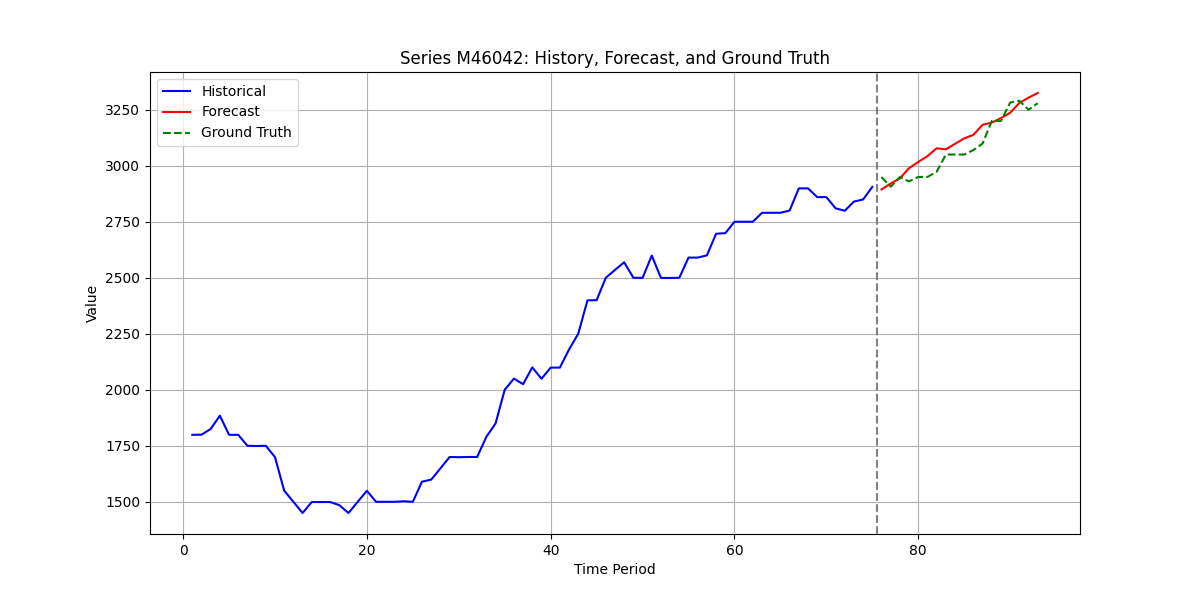 Series M46042: History, Forecast, and Ground Truth
Historical
Forecast
Ground Truth
3250
3000
2750
2500
2250
2000
1750
1500
Value
0 20 40 60 80
Time Period